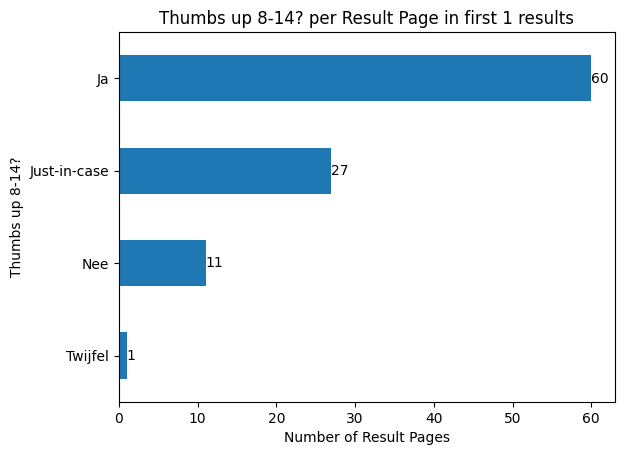 Thumbs up 8-14? per Result Page in first 1 results
Thumbs up 8-14?
Ja
60
Just-in-case
27
Nee
11
Twijfel
1
0 10 20 30 40 50 60
Number of Result Pages